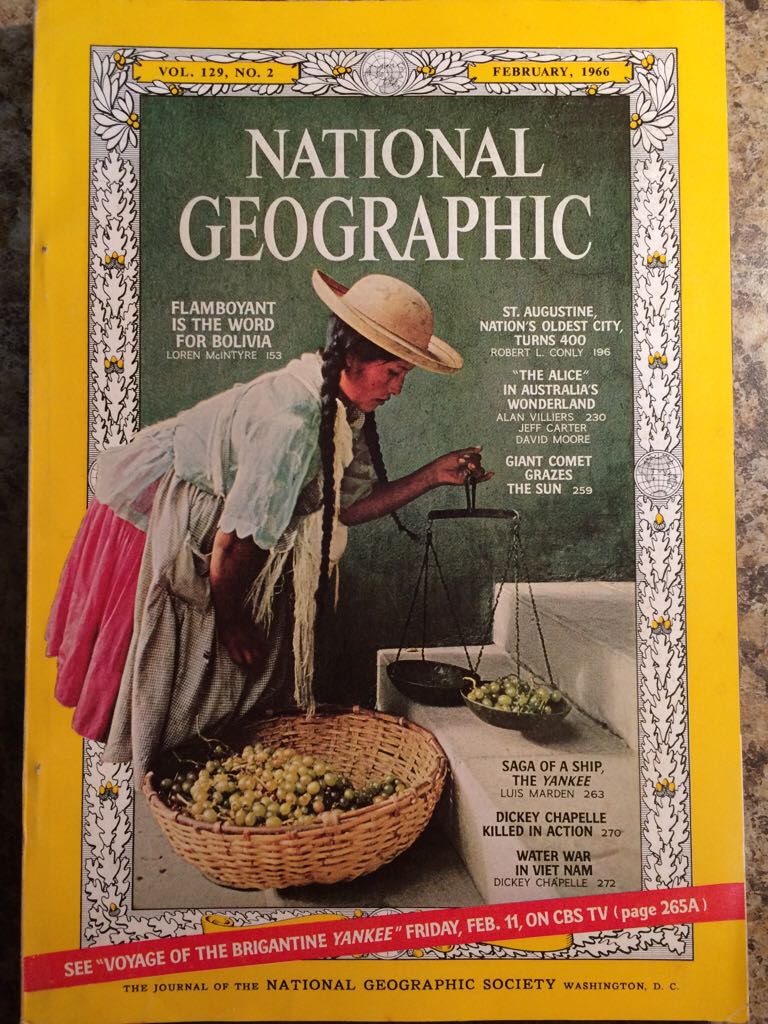 VOL. 129, NO. 2
FEBRUARY, 1966
NATIONAL
GEOGRAPHIC
FLAMBOYANT
IS THE WORD
FOR BOLIVIA
LOREN McINTYRE 153
ST. AUGUSTINE,
NATION'S OLDEST CITY,
TURNS 400
ROBERT L. CONLY 196
"THE ALICE"
IN AUSTRALIA'S
WONDERLAND
ALAN VILLIERS 230
JEFF CARTER
DAVID MOORE
GIANT COMET
GRAZES
THE SUN 259
SAGA OF A SHIP,
THE YANKEE
LUIS MARDEN 263
DICKEY CHAPELLE
KILLED IN ACTION 270
WATER WAR
IN VIET NAM
DICKEY CHAPELLE 272
SEE "VOYAGE OF THE BRIGANTINE YANKEE" FRIDAY, FEB. 11, ON CBS TV (page 265A)
THE JOURNAL OF THE NATIONAL GEOGRAPHIC SOCIETY WASHINGTON, D. C.